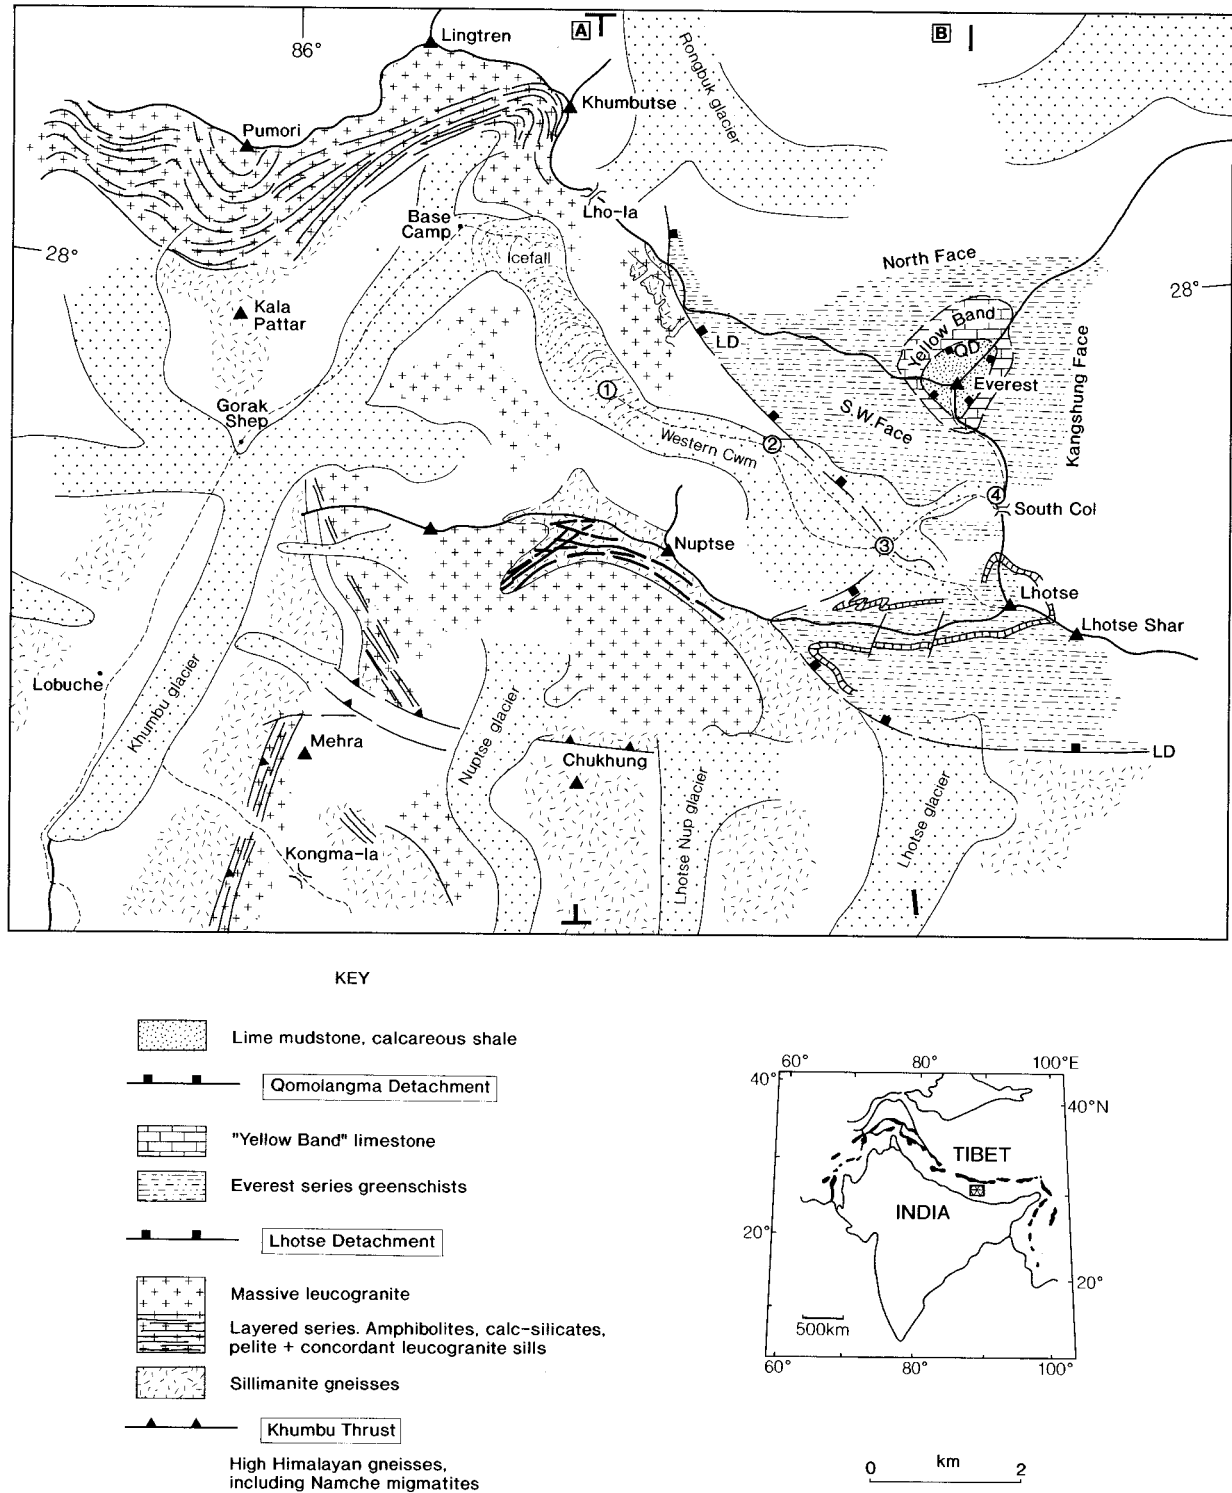 A
B
86°
Lingtren
Rongbuk glacier
Khumbutse
Pumori
Lho-la
Base
Camp
Icefall
28°
North Face
28°
Kala
Pattar
Yellow Band
QD
LD
Everest
Kangshung Face
1
S.W. Face
Gorak
Shep
Western Cwm
2
4
South Col
Nuptse
3
Lhotse
Lhotse Shar
Lobuche
Khumbu glacier
Nuptse glacier
Mehra
Chukhung
LD
Lhotse Nup glacier
Lhotse glacier
Kongma-la
KEY
Lime mudstone, calcareous shale
Qomolangma Detachment
"Yellow Band" limestone
Everest series greenschists
Lhotse Detachment
Massive leucogranite
Layered series. Amphibolites, calc-silicates,
pelite + concordant leucogranite sills
Sillimanite gneisses
Khumbu Thrust
High Himalayan gneisses,
including Namche migmatites
60° 80° 100°E
40°
40°N
TIBET
INDIA
20°
20°
500km
60° 80° 100°
km
0 2